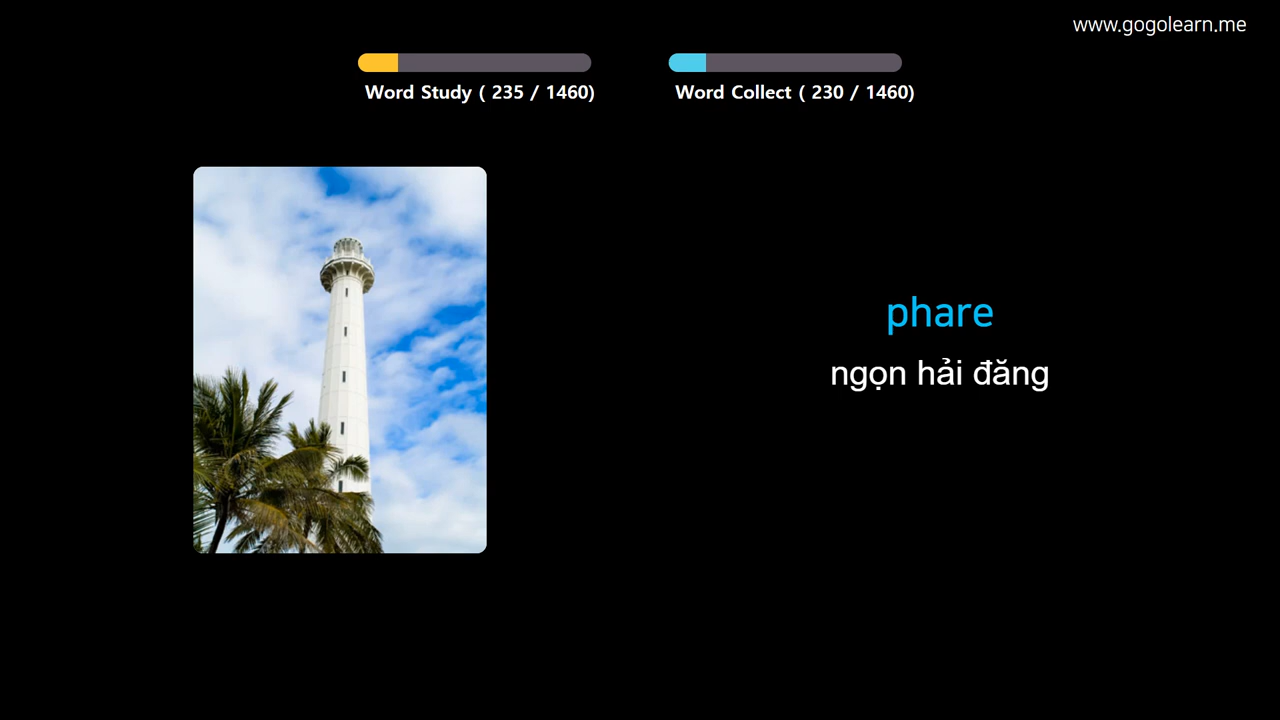 www.gogolearn.me
Word Study ( 235 / 1460)
Word Collect ( 230 / 1460)
phare
ngọn hải đăng